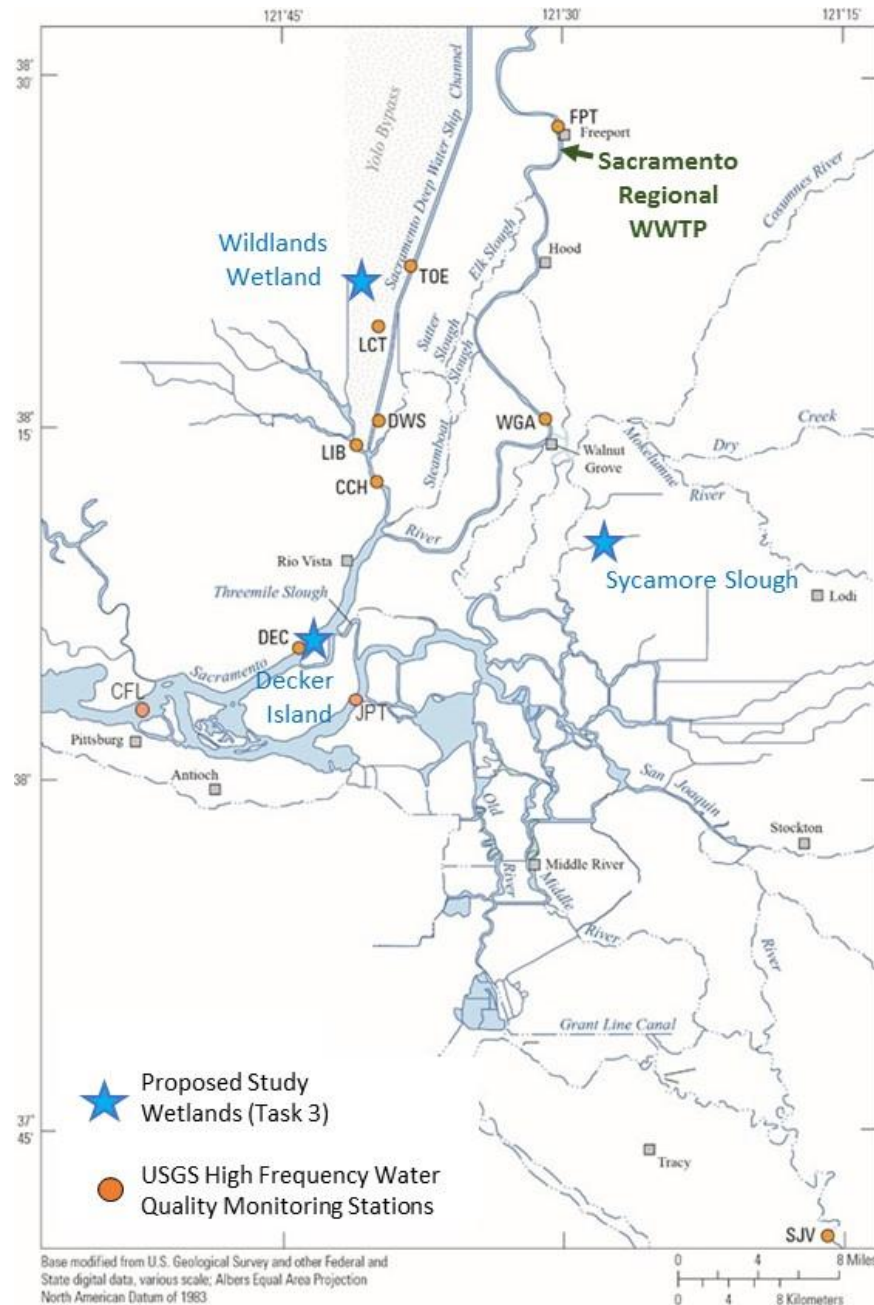 121°45'
121°30'
121°15'
38°
30'
Yolo Bypass
Sacramento Deep Water Ship Channel
FPT
Freeport
Sacramento
Regional
WWTP
Cosumnes River
Wildlands
Wetland
TOE
Elk Slough
Hood
LCT
Sutter
Slough
Steamboat
Slough
38°
15'
DWS
WGA
LIB
Walnut
Grove
Mokelumne
River
Dry
Creek
CCH
River
Rio Vista
Sycamore Slough
Lodi
Threemile Slough
DEC
Sacramento
Decker
Island
CFL
JPT
Pittsburg
38°
Antioch
San
Joaquin
Stockton
Old
River
Middle River
Middle
River
River
Grant Line Canal
Proposed Study
Wetlands (Task 3)
37°
45'
Tracy
USGS High Frequency Water
Quality Monitoring Stations
SJV
Base modified from U.S. Geological Survey and other Federal and
State digital data, various scale; Albers Equal Area Projection
North American Datum of 1983
0 4 8 Miles
0 4 8 Kilometers